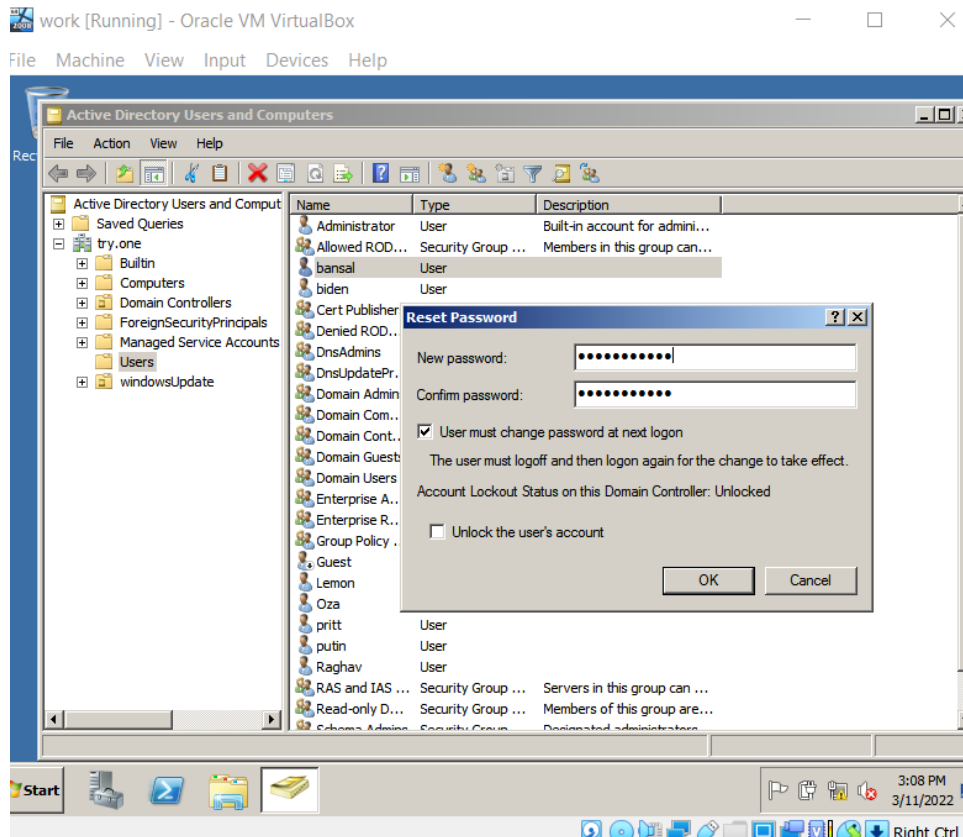 work [Running] - Oracle VM VirtualBox
File Machine View Input Devices Help
Active Directory Users and Computers
File Action View Help
Rec
Active Directory Users and Comput
Saved Queries
try.one
Builtin
Computers
Domain Controllers
ForeignSecurityPrincipals
Managed Service Accounts
Users
windowsUpdate
Name Type Description
Administrator User Built-in account for admini...
Allowed ROD... Security Group ... Members in this group can...
bansal User
biden User
Cert Publisher
Denied ROD..
DnsAdmins
DnsUpdatePr.
Domain Admin
Domain Com..
Domain Cont..
Domain Guests
Domain Users
Enterprise A..
Enterprise R..
Group Policy .
Guest
Lemon
Oza
pritt User
putin User
Raghav User
RAS and IAS ... Security Group ... Servers in this group can ...
Read-only D... Security Group ... Members of this group are...
Schema Admins Security Group Designated administrators
Reset Password
New password: •••••••••••
Confirm password: •••••••••••
User must change password at next logon
The user must logoff and then logon again for the change to take effect.
Account Lockout Status on this Domain Controller: Unlocked
Unlock the user's account
OK Cancel
Start
3:08 PM
3/11/2022
Right Ctrl